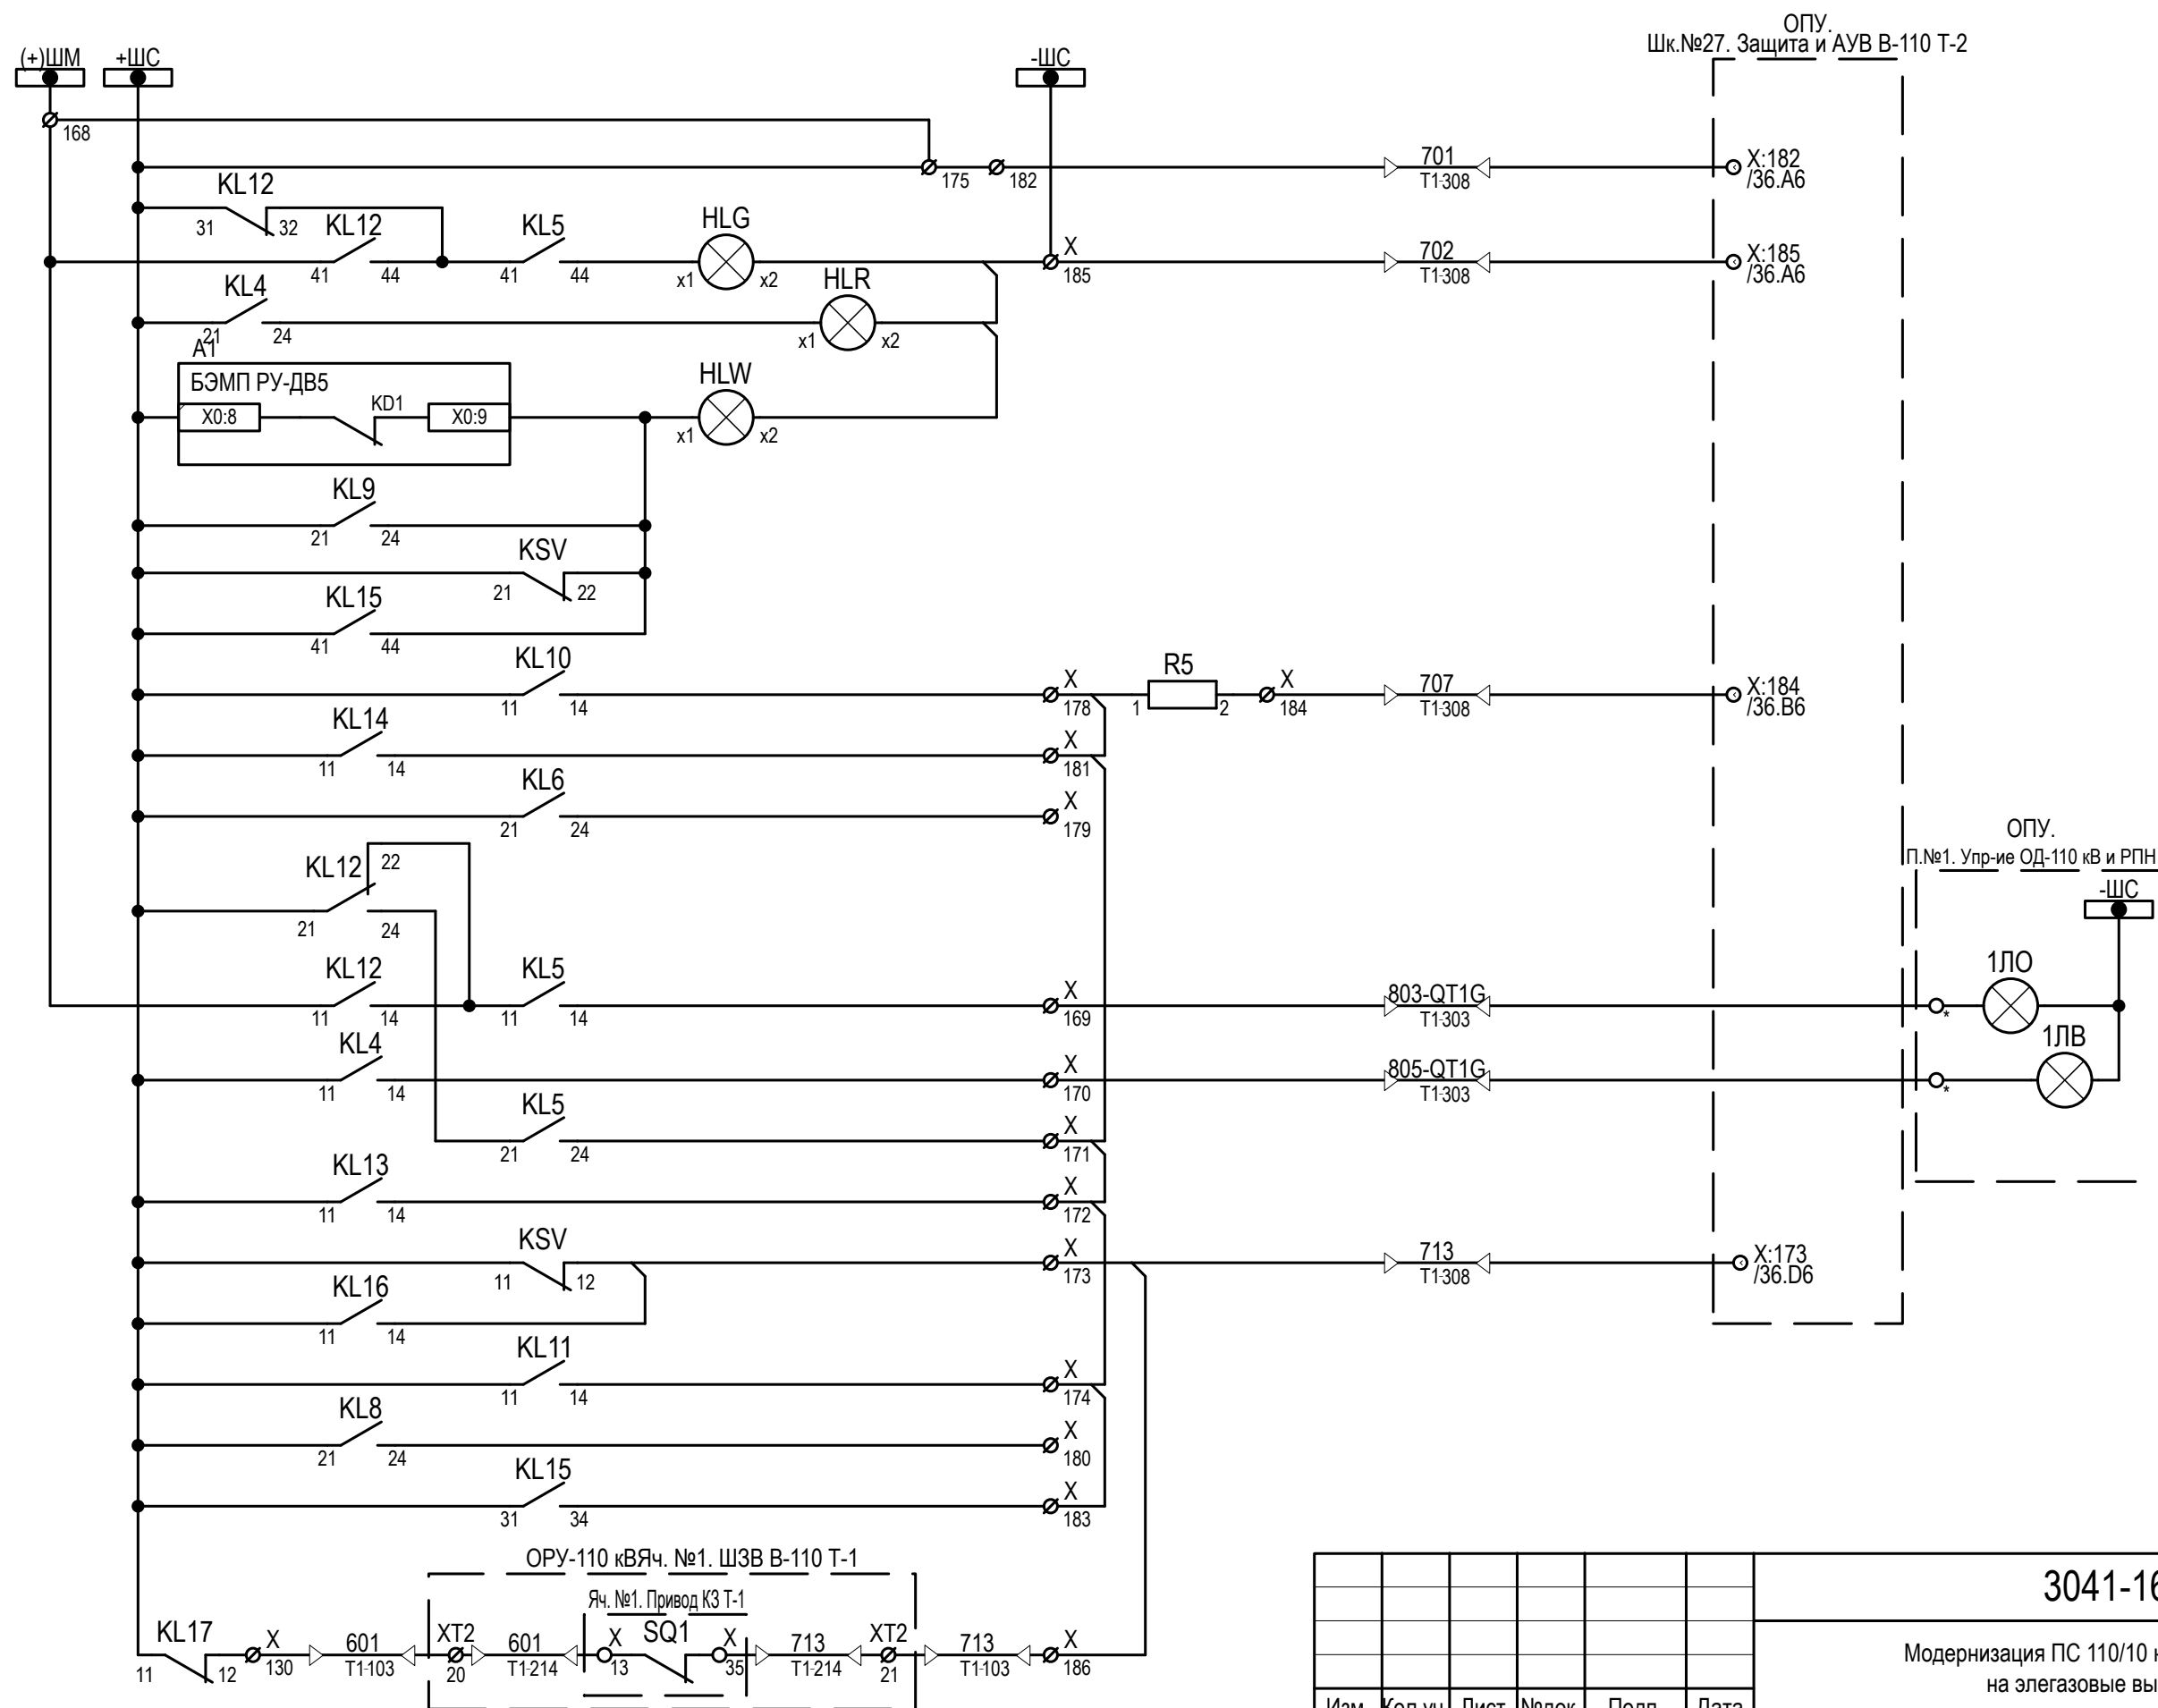 ОПУ.
Шк.№27. Защита и АУВ В-110 Т-2
(+)ШМ +ШС -ШС
168
175 182 701 Т1-308 X:182 /36.A6
KL12
31 32
KL12 KL5 HLG X 702 X:185
41 44 41 44 x1 x2 185 Т1-308 /36.A6
KL4 HLR
21 24 x1 x2
A1
БЭМП РУ-ДВ5 HLW
X0:8 KD1 X0:9 x1 x2
KL9
21 24
KSV
21 22
KL15
41 44
KL10 X R5 X 707 X:184
11 14 178 1 2 184 Т1-308 /36.B6
KL14 X
11 14 181
KL6 X
21 24 179
ОПУ.
П.№1. Упр-ие ОД-110 кВ и РПН
-ШС
KL12 22
21 24
KL12 KL5 X 803-QT1G 1ЛО
11 14 11 14 169 Т1-303 *
KL4 X 805-QT1G 1ЛВ
11 14 170 Т1-303 *
KL5 X
21 24 171
KL13 X
11 14 172
KSV X 713 X:173
11 12 173 Т1-308 /36.D6
KL16
11 14
KL11 X
11 14 174
KL8 X
21 24 180
KL15 X
31 34 183
ОРУ-110 кВЯч. №1. ШЗВ В-110 Т-1
Яч. №1. Привод КЗ Т-1
KL17 X 601 XT2 601 X SQ1 X 713 XT2 713 X
11 12 130 Т1-103 20 Т1-214 13 35 Т1-214 21 Т1-103 186
3041-16
Модернизация ПС 110/10 к
на элегазовые вы
Изм. Кол.уч Лист №док. Подп. Дата